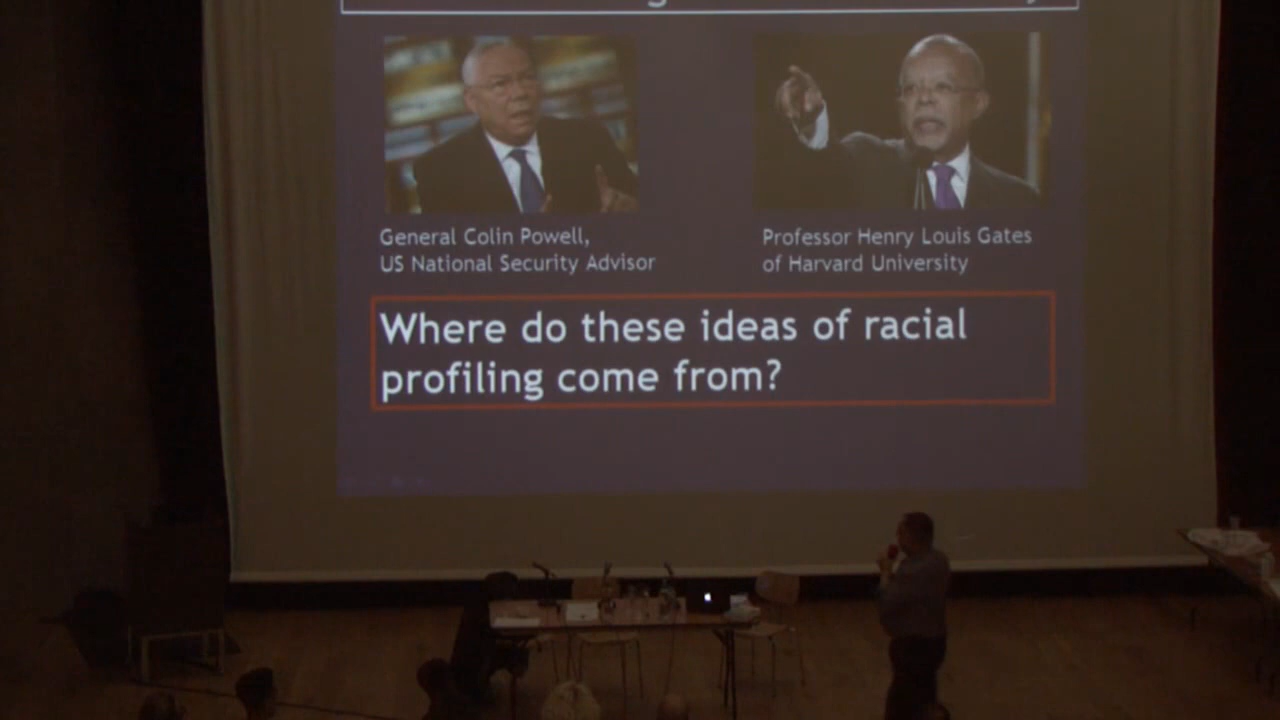 General Colin Powell,
US National Security Advisor
Professor Henry Louis Gates
of Harvard University
Where do these ideas of racial
profiling come from?